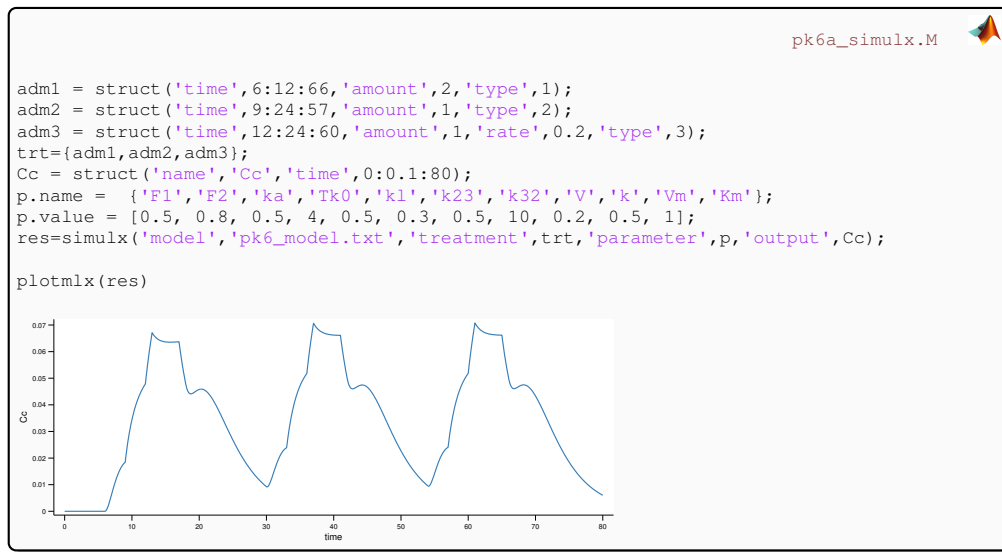 pk6a_simulx.M
adm1 = struct('time',6:12:66,'amount',2,'type',1);
adm2 = struct('time',9:24:57,'amount',1,'type',2);
adm3 = struct('time',12:24:60,'amount',1,'rate',0.2,'type',3);
trt={adm1,adm2,adm3};
Cc = struct('name','Cc','time',0:0.1:80);
p.name =  {'F1','F2','ka','Tk0','kl','k23','k32','V','k','Vm','Km'};
p.value = [0.5, 0.8, 0.5, 4, 0.5, 0.3, 0.5, 10, 0.2, 0.5, 1];
res=simulx('model','pk6_model.txt','treatment',trt,'parameter',p,'output',Cc);
plotmlx(res)
0.07
0.06
0.05
0.04
0.03
0.02
0.01
0
Cc
0 10 20 30 40 50 60 70 80
time